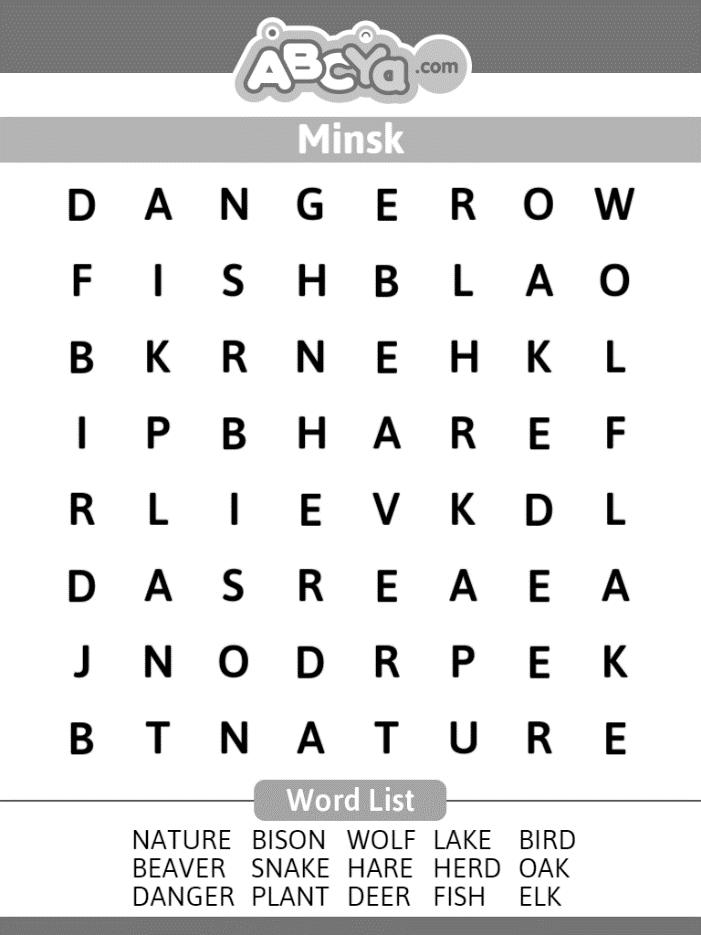 ABCYa.com
Minsk
D A N G E R O W
F I S H B L A O
B K R N E H K L
I P B H A R E F
R L I E V K D L
D A S R E A E A
J N O D R P E K
B T N A T U R E
Word List
NATURE BISON WOLF LAKE BIRD
BEAVER SNAKE HARE HERD OAK
DANGER PLANT DEER FISH ELK